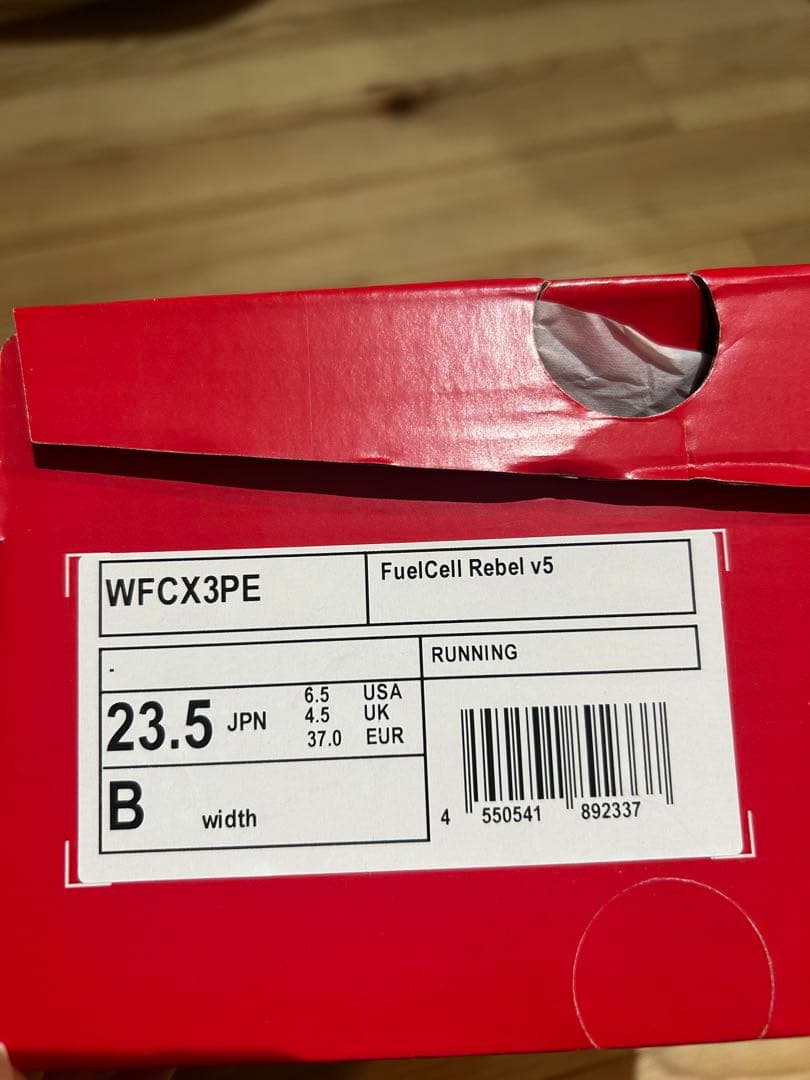 WFCX3PE
FuelCell Rebel v5
-
RUNNING
23.5 JPN
6.5 USA
4.5 UK
37.0 EUR
B width
4 550541 892337